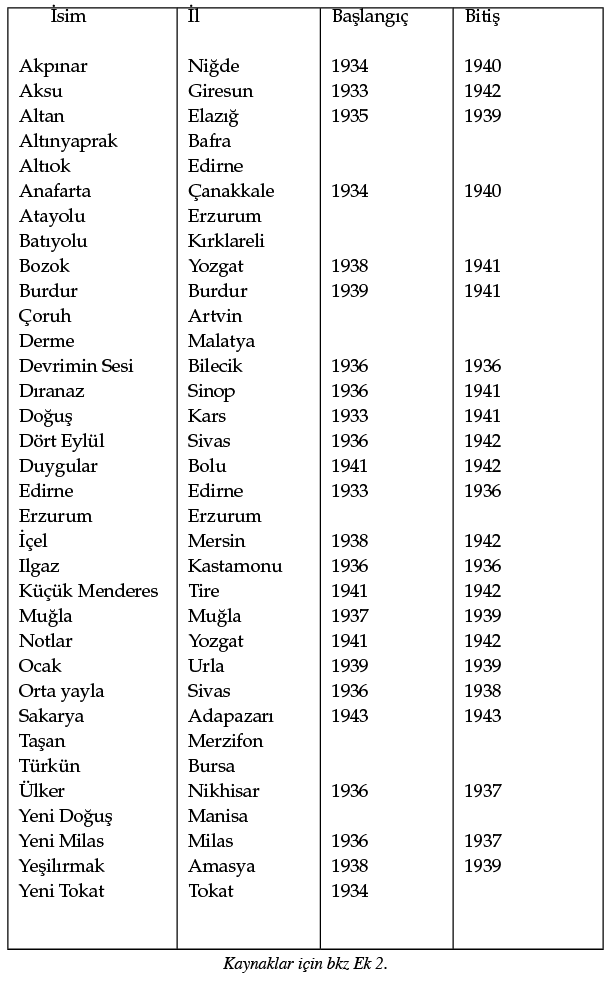 İsim İl Başlangıç Bitiş
Akpınar Niğde 1934 1940
Aksu Giresun 1933 1942
Altan Elazığ 1935 1939
Altınyaprak Bafra
Altıok Edirne
Anafarta Çanakkale 1934 1940
Atayolu Erzurum
Batıyolu Kırklareli
Bozok Yozgat 1938 1941
Burdur Burdur 1939 1941
Çoruh Artvin
Derme Malatya
Devrimin Sesi Bilecik 1936 1936
Dıranaz Sinop 1936 1941
Doğuş Kars 1933 1941
Dört Eylül Sivas 1936 1942
Duygular Bolu 1941 1942
Edirne Edirne 1933 1936
Erzurum Erzurum
İçel Mersin 1938 1942
Ilgaz Kastamonu 1936 1936
Küçük Menderes Tire 1941 1942
Muğla Muğla 1937 1939
Notlar Yozgat 1941 1942
Ocak Urla 1939 1939
Orta yayla Sivas 1936 1938
Sakarya Adapazarı 1943 1943
Taşan Merzifon
Türkün Bursa
Ülker Nikhisar 1936 1937
Yeni Doğuş Manisa
Yeni Milas Milas 1936 1937
Yeşilırmak Amasya 1938 1939
Yeni Tokat Tokat 1934
Kaynaklar için bkz Ek 2.